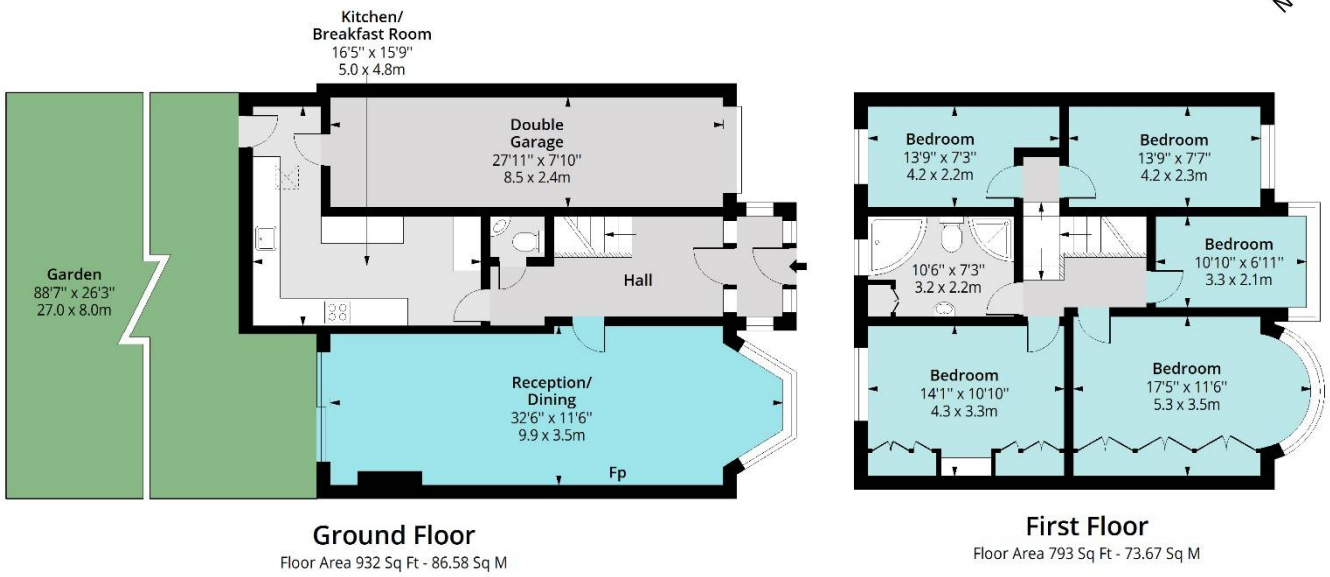 N
Kitchen/
Breakfast Room
16'5" x 15'9"
5.0 x 4.8m
Double
Garage
27'11" x 7'10"
8.5 x 2.4m
Garden
88'7" x 26'3"
27.0 x 8.0m
Hall
Reception/
Dining
32'6" x 11'6"
9.9 x 3.5m
Fp
Ground Floor
Floor Area 932 Sq Ft - 86.58 Sq M
Bedroom
13'9" x 7'3"
4.2 x 2.2m
Bedroom
13'9" x 7'7"
4.2 x 2.3m
10'6" x 7'3"
3.2 x 2.2m
Bedroom
10'10" x 6'11"
3.3 x 2.1m
Bedroom
14'1" x 10'10"
4.3 x 3.3m
Bedroom
17'5" x 11'6"
5.3 x 3.5m
First Floor
Floor Area 793 Sq Ft - 73.67 Sq M